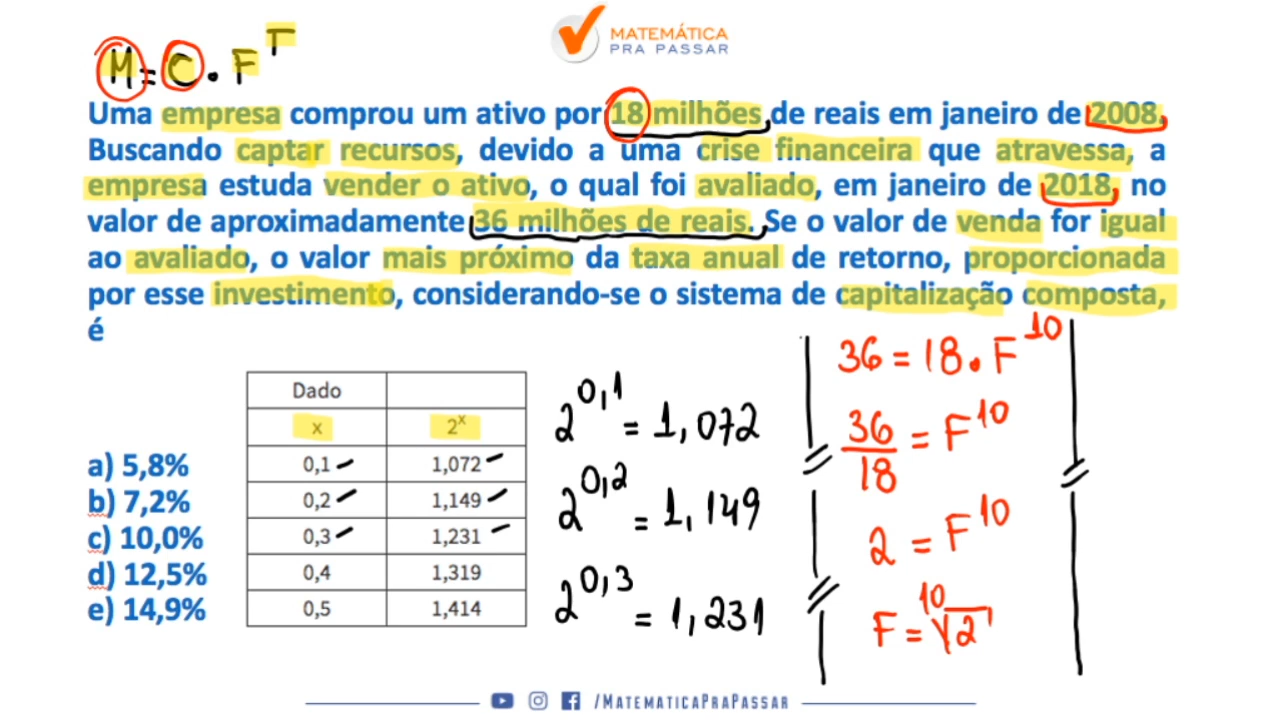 MATEMÁTICA
PRA PASSAR
M = C . F^T
Uma empresa comprou um ativo por 18 milhões de reais em janeiro de 2008.
Buscando captar recursos, devido a uma crise financeira que atravessa, a
empresa estuda vender o ativo, o qual foi avaliado, em janeiro de 2018, no
valor de aproximadamente 36 milhões de reais. Se o valor de venda for igual
ao avaliado, o valor mais próximo da taxa anual de retorno, proporcionada
por esse investimento, considerando-se o sistema de capitalização composta,
é
Dado
x 2^x
0,1 1,072
0,2 1,149
0,3 1,231
0,4 1,319
0,5 1,414
a) 5,8%
b) 7,2%
c) 10,0%
d) 12,5%
e) 14,9%
2^0,1 = 1,072
2^0,2 = 1,149
2^0,3 = 1,231
36 = 18 . F^10
36/18 = F^10
2 = F^10
F = ¹⁰√2
/MatematicaPraPassar